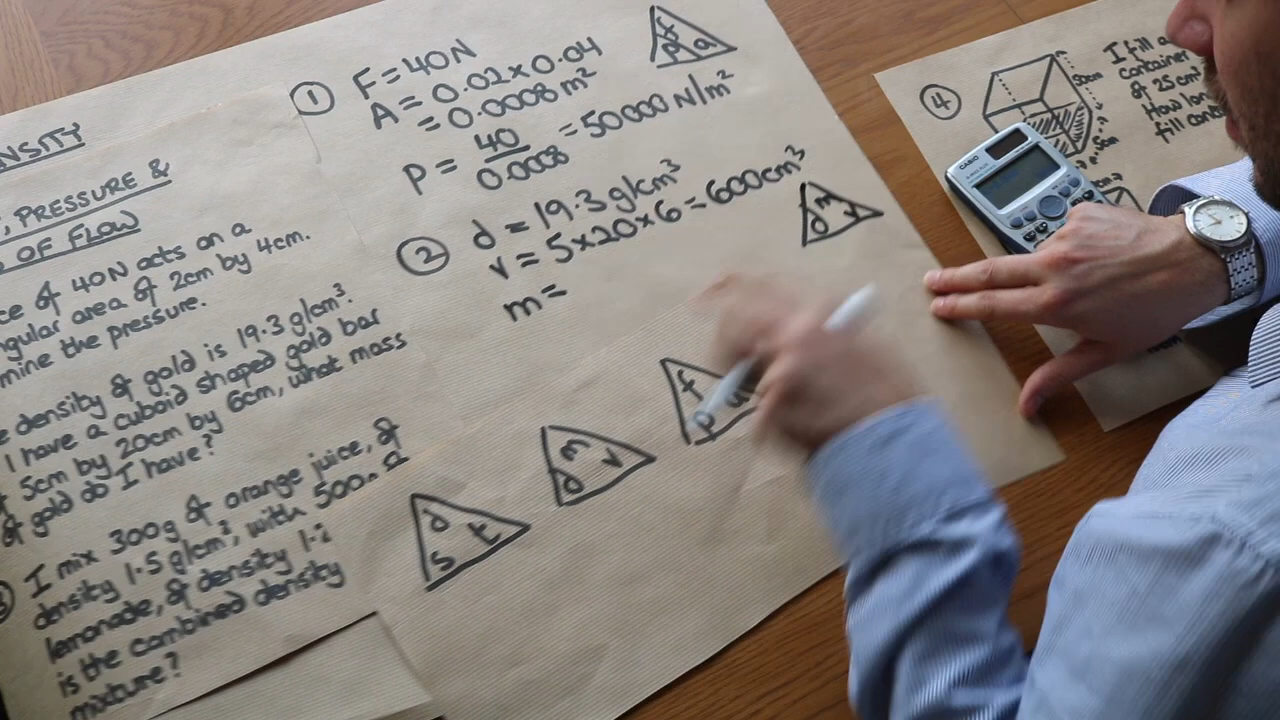 NSITY
, PRESSURE &
OF FLOW
ce of 40N acts on a
ngular area of 2cm by 4cm.
mine the pressure.
density of gold is 19.3 g/cm³.
I have a cuboid shaped gold bar
5cm by 20cm by 6cm, what mass
of gold do I have?
I mix 300g of orange juice, of
density 1.5 g/cm³, with 500
lemonade, of density 1.2
is the combined density
mixture?
1
F = 40N
A = 0.02 × 0.04
= 0.0008 m²
P = 40/0.0008 = 50000 N/m²
f
p a
2
d = 19.3 g/cm³
v = 5×20×6 = 600cm³
m =
m
d v
d
s t
m
d v
f
p
4
I fill a
container
of 25cm³
How lon
fill con
50cm
CASIO